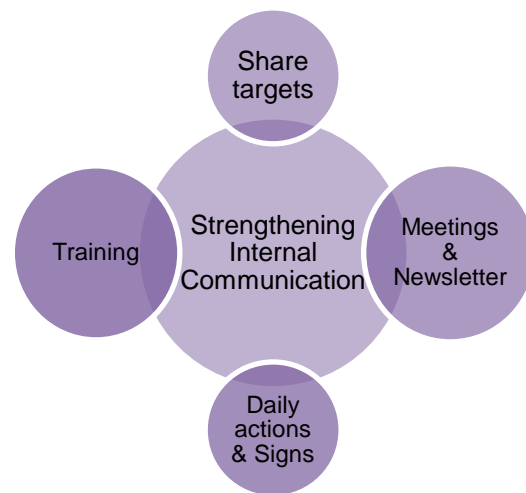 Share
targets
Strengthening
Internal
Communication
Meetings
&
Newsletter
Training
Daily
actions
& Signs